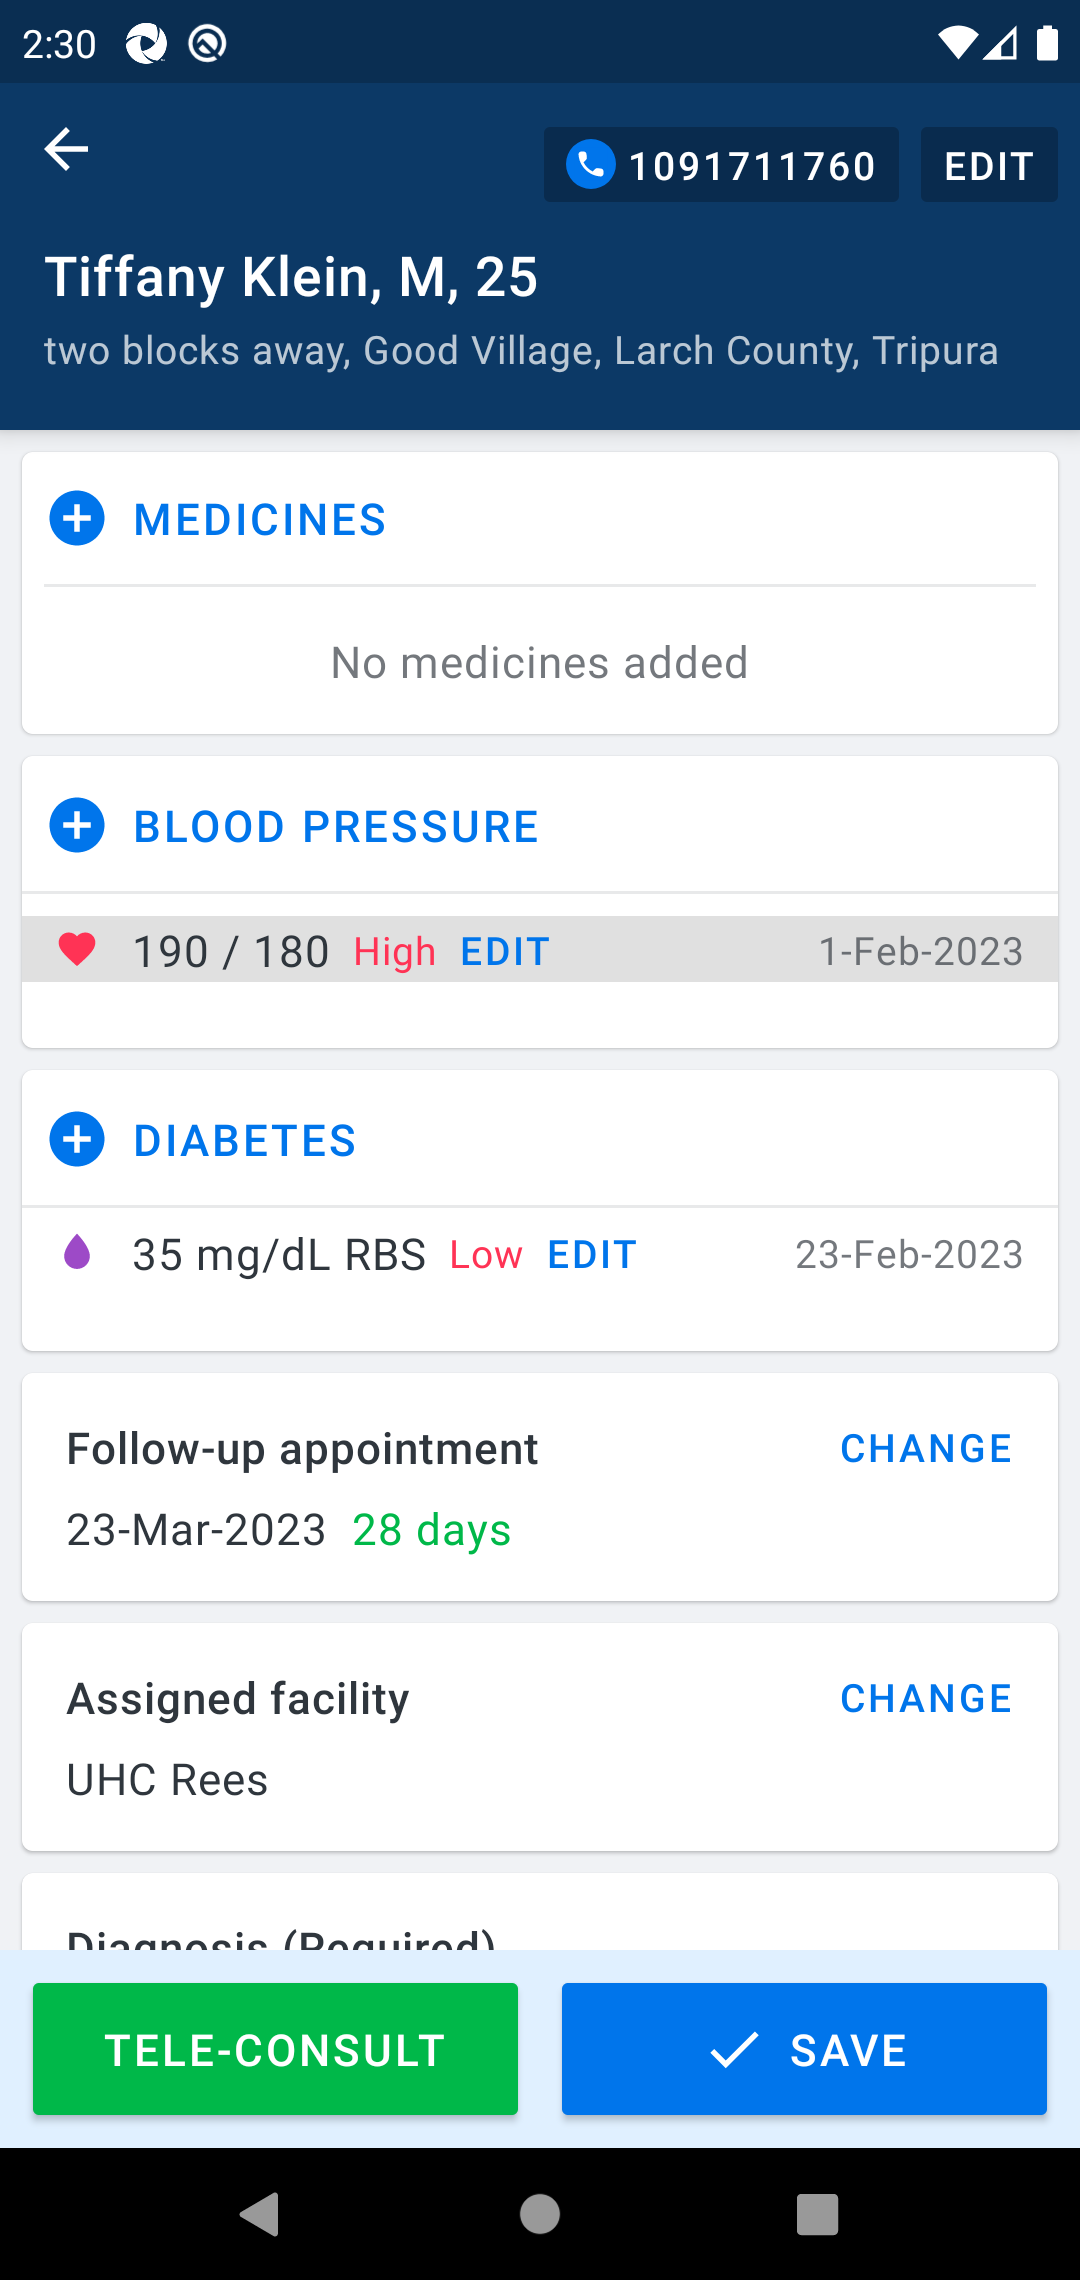 2:30
1091711760 EDIT
Tiffany Klein, M, 25
two blocks away, Good Village, Larch County, Tripura
MEDICINES
No medicines added
BLOOD PRESSURE
190 / 180 High EDIT 1-Feb-2023
DIABETES
35 mg/dL RBS Low EDIT 23-Feb-2023
Follow-up appointment CHANGE
23-Mar-2023 28 days
Assigned facility CHANGE
UHC Rees
Diagnosis (Required)
TELE-CONSULT SAVE